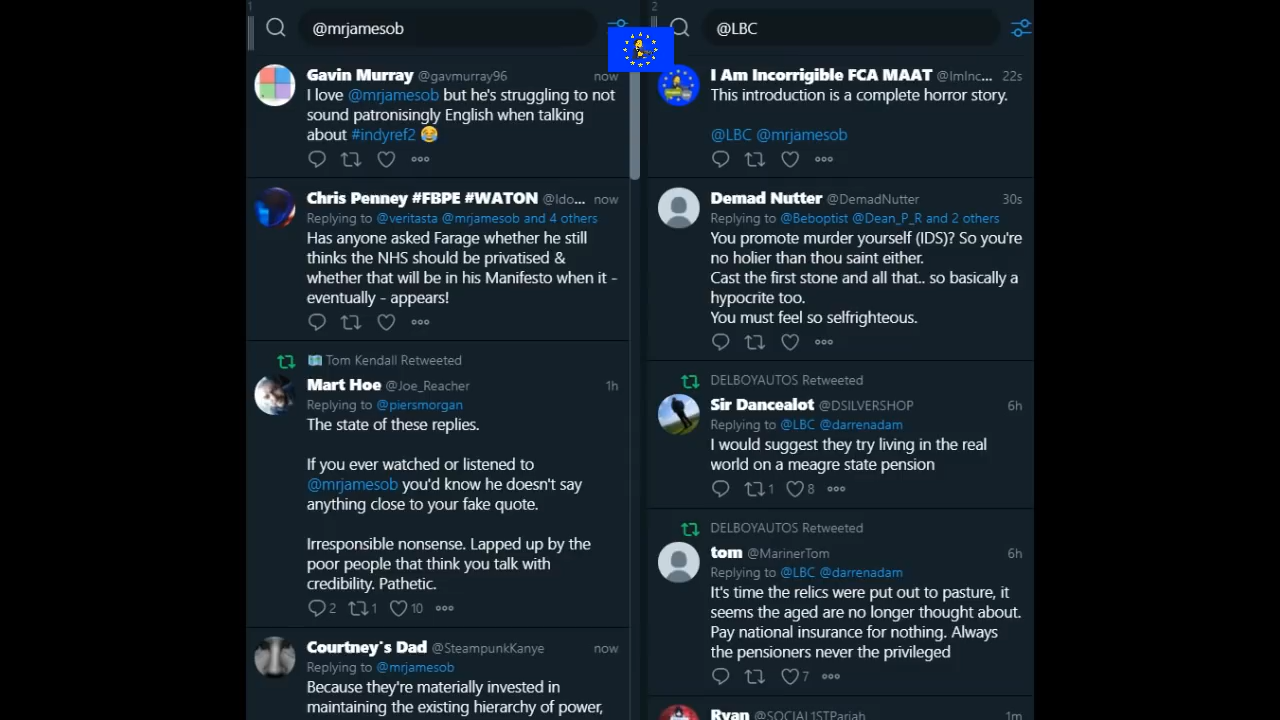 1
@mrjamesob
Gavin Murray @gavmurray96 now
I love @mrjamesob but he's struggling to not
sound patronisingly English when talking
about #indyref2 😂
Chris Penney #FBPE #WATON @Ido... now
Replying to @veritasta @mrjamesob and 4 others
Has anyone asked Farage whether he still
thinks the NHS should be privatised &
whether that will be in his Manifesto when it -
eventually - appears!
Tom Kendall Retweeted
Mart Hoe @Joe_Reacher 1h
Replying to @piersmorgan
The state of these replies.
If you ever watched or listened to
@mrjamesob you'd know he doesn't say
anything close to your fake quote.
Irresponsible nonsense. Lapped up by the
poor people that think you talk with
credibility. Pathetic.
2 1 10
Courtney's Dad @SteampunkKanye now
Replying to @mrjamesob
Because they're materially invested in
maintaining the existing hierarchy of power,
2
@LBC
I Am Incorrigible FCA MAAT @ImInc... 22s
This introduction is a complete horror story.
@LBC @mrjamesob
Demad Nutter @DemadNutter 30s
Replying to @Beboptist @Dean_P_R and 2 others
You promote murder yourself (IDS)? So you're
no holier than thou saint either.
Cast the first stone and all that.. so basically a
hypocrite too.
You must feel so selfrighteous.
DELBOYAUTOS Retweeted
Sir Dancealot @DSILVERSHOP 6h
Replying to @LBC @darrenadam
I would suggest they try living in the real
world on a meagre state pension
1 8
DELBOYAUTOS Retweeted
tom @MarinerTom 6h
Replying to @LBC @darrenadam
It's time the relics were put out to pasture, it
seems the aged are no longer thought about.
Pay national insurance for nothing. Always
the pensioners never the privileged
7
Ryan @SOCIAL1STPariah 1m